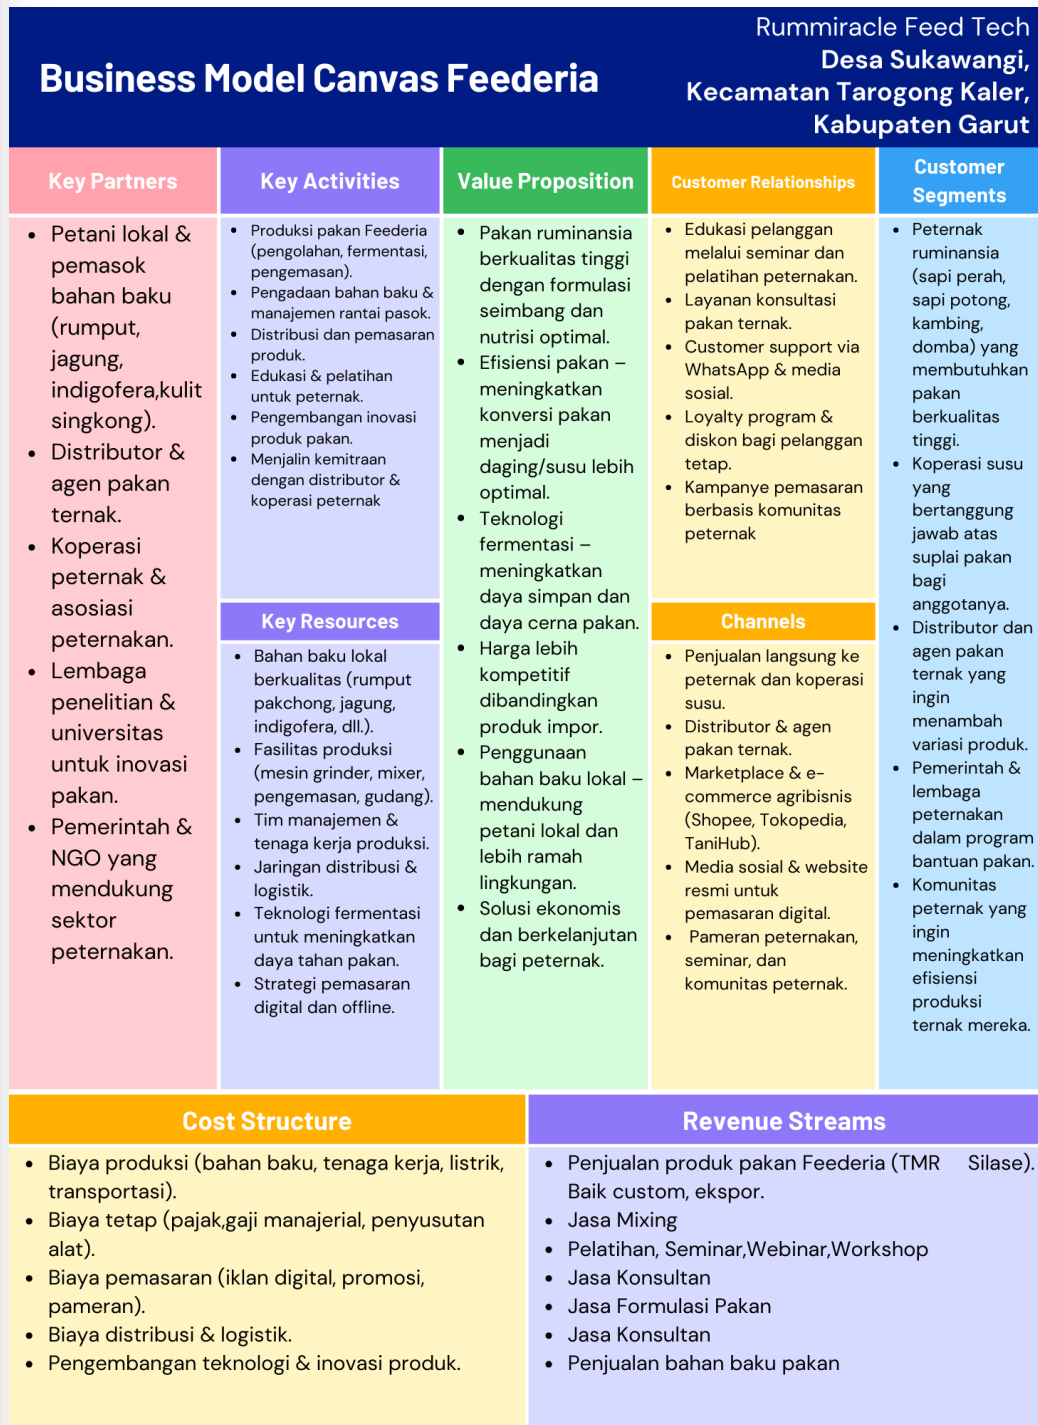 Business Model Canvas Feederia
Rummiracle Feed Tech
Desa Sukawangi,
Kecamatan Tarogong Kaler,
Kabupaten Garut
Key Partners
• Petani lokal &
pemasok
bahan baku
(rumput,
jagung,
indigofera,kulit
singkong).
• Distributor &
agen pakan
ternak.
• Koperasi
peternak &
asosiasi
peternakan.
• Lembaga
penelitian &
universitas
untuk inovasi
pakan.
• Pemerintah &
NGO yang
mendukung
sektor
peternakan.
Key Activities
• Produksi pakan Feederia
(pengolahan, fermentasi,
pengemasan).
• Pengadaan bahan baku &
manajemen rantai pasok.
• Distribusi dan pemasaran
produk.
• Edukasi & pelatihan
untuk peternak.
• Pengembangan inovasi
produk pakan.
• Menjalin kemitraan
dengan distributor &
koperasi peternak
Key Resources
• Bahan baku lokal
berkualitas (rumput
pakchong, jagung,
indigofera, dll.).
• Fasilitas produksi
(mesin grinder, mixer,
pengemasan, gudang).
• Tim manajemen &
tenaga kerja produksi.
• Jaringan distribusi &
logistik.
• Teknologi fermentasi
untuk meningkatkan
daya tahan pakan.
• Strategi pemasaran
digital dan offline.
Value Proposition
• Pakan ruminansia
berkualitas tinggi
dengan formulasi
seimbang dan
nutrisi optimal.
• Efisiensi pakan –
meningkatkan
konversi pakan
menjadi
daging/susu lebih
optimal.
• Teknologi
fermentasi –
meningkatkan
daya simpan dan
daya cerna pakan.
• Harga lebih
kompetitif
dibandingkan
produk impor.
• Penggunaan
bahan baku lokal –
mendukung
petani lokal dan
lebih ramah
lingkungan.
• Solusi ekonomis
dan berkelanjutan
bagi peternak.
Customer Relationships
• Edukasi pelanggan
melalui seminar dan
pelatihan peternakan.
• Layanan konsultasi
pakan ternak.
• Customer support via
WhatsApp & media
sosial.
• Loyalty program &
diskon bagi pelanggan
tetap.
• Kampanye pemasaran
berbasis komunitas
peternak
Channels
• Penjualan langsung ke
peternak dan koperasi
susu.
• Distributor & agen
pakan ternak.
• Marketplace & e-
commerce agribisnis
(Shopee, Tokopedia,
TaniHub).
• Media sosial & website
resmi untuk
pemasaran digital.
• Pameran peternakan,
seminar, dan
komunitas peternak.
Customer
Segments
• Peternak
ruminansia
(sapi perah,
sapi potong,
kambing,
domba) yang
membutuhkan
pakan
berkualitas
tinggi.
• Koperasi susu
yang
bertanggung
jawab atas
suplai pakan
bagi
anggotanya.
• Distributor dan
agen pakan
ternak yang
ingin
menambah
variasi produk.
• Pemerintah &
lembaga
peternakan
dalam program
bantuan pakan.
• Komunitas
peternak yang
ingin
meningkatkan
efisiensi
produksi
ternak mereka.
Cost Structure
• Biaya produksi (bahan baku, tenaga kerja, listrik,
transportasi).
• Biaya tetap (pajak,gaji manajerial, penyusutan
alat).
• Biaya pemasaran (iklan digital, promosi,
pameran).
• Biaya distribusi & logistik.
• Pengembangan teknologi & inovasi produk.
Revenue Streams
• Penjualan produk pakan Feederia (TMR Silase).
Baik custom, ekspor.
• Jasa Mixing
• Pelatihan, Seminar,Webinar,Workshop
• Jasa Konsultan
• Jasa Formulasi Pakan
• Jasa Konsultan
• Penjualan bahan baku pakan